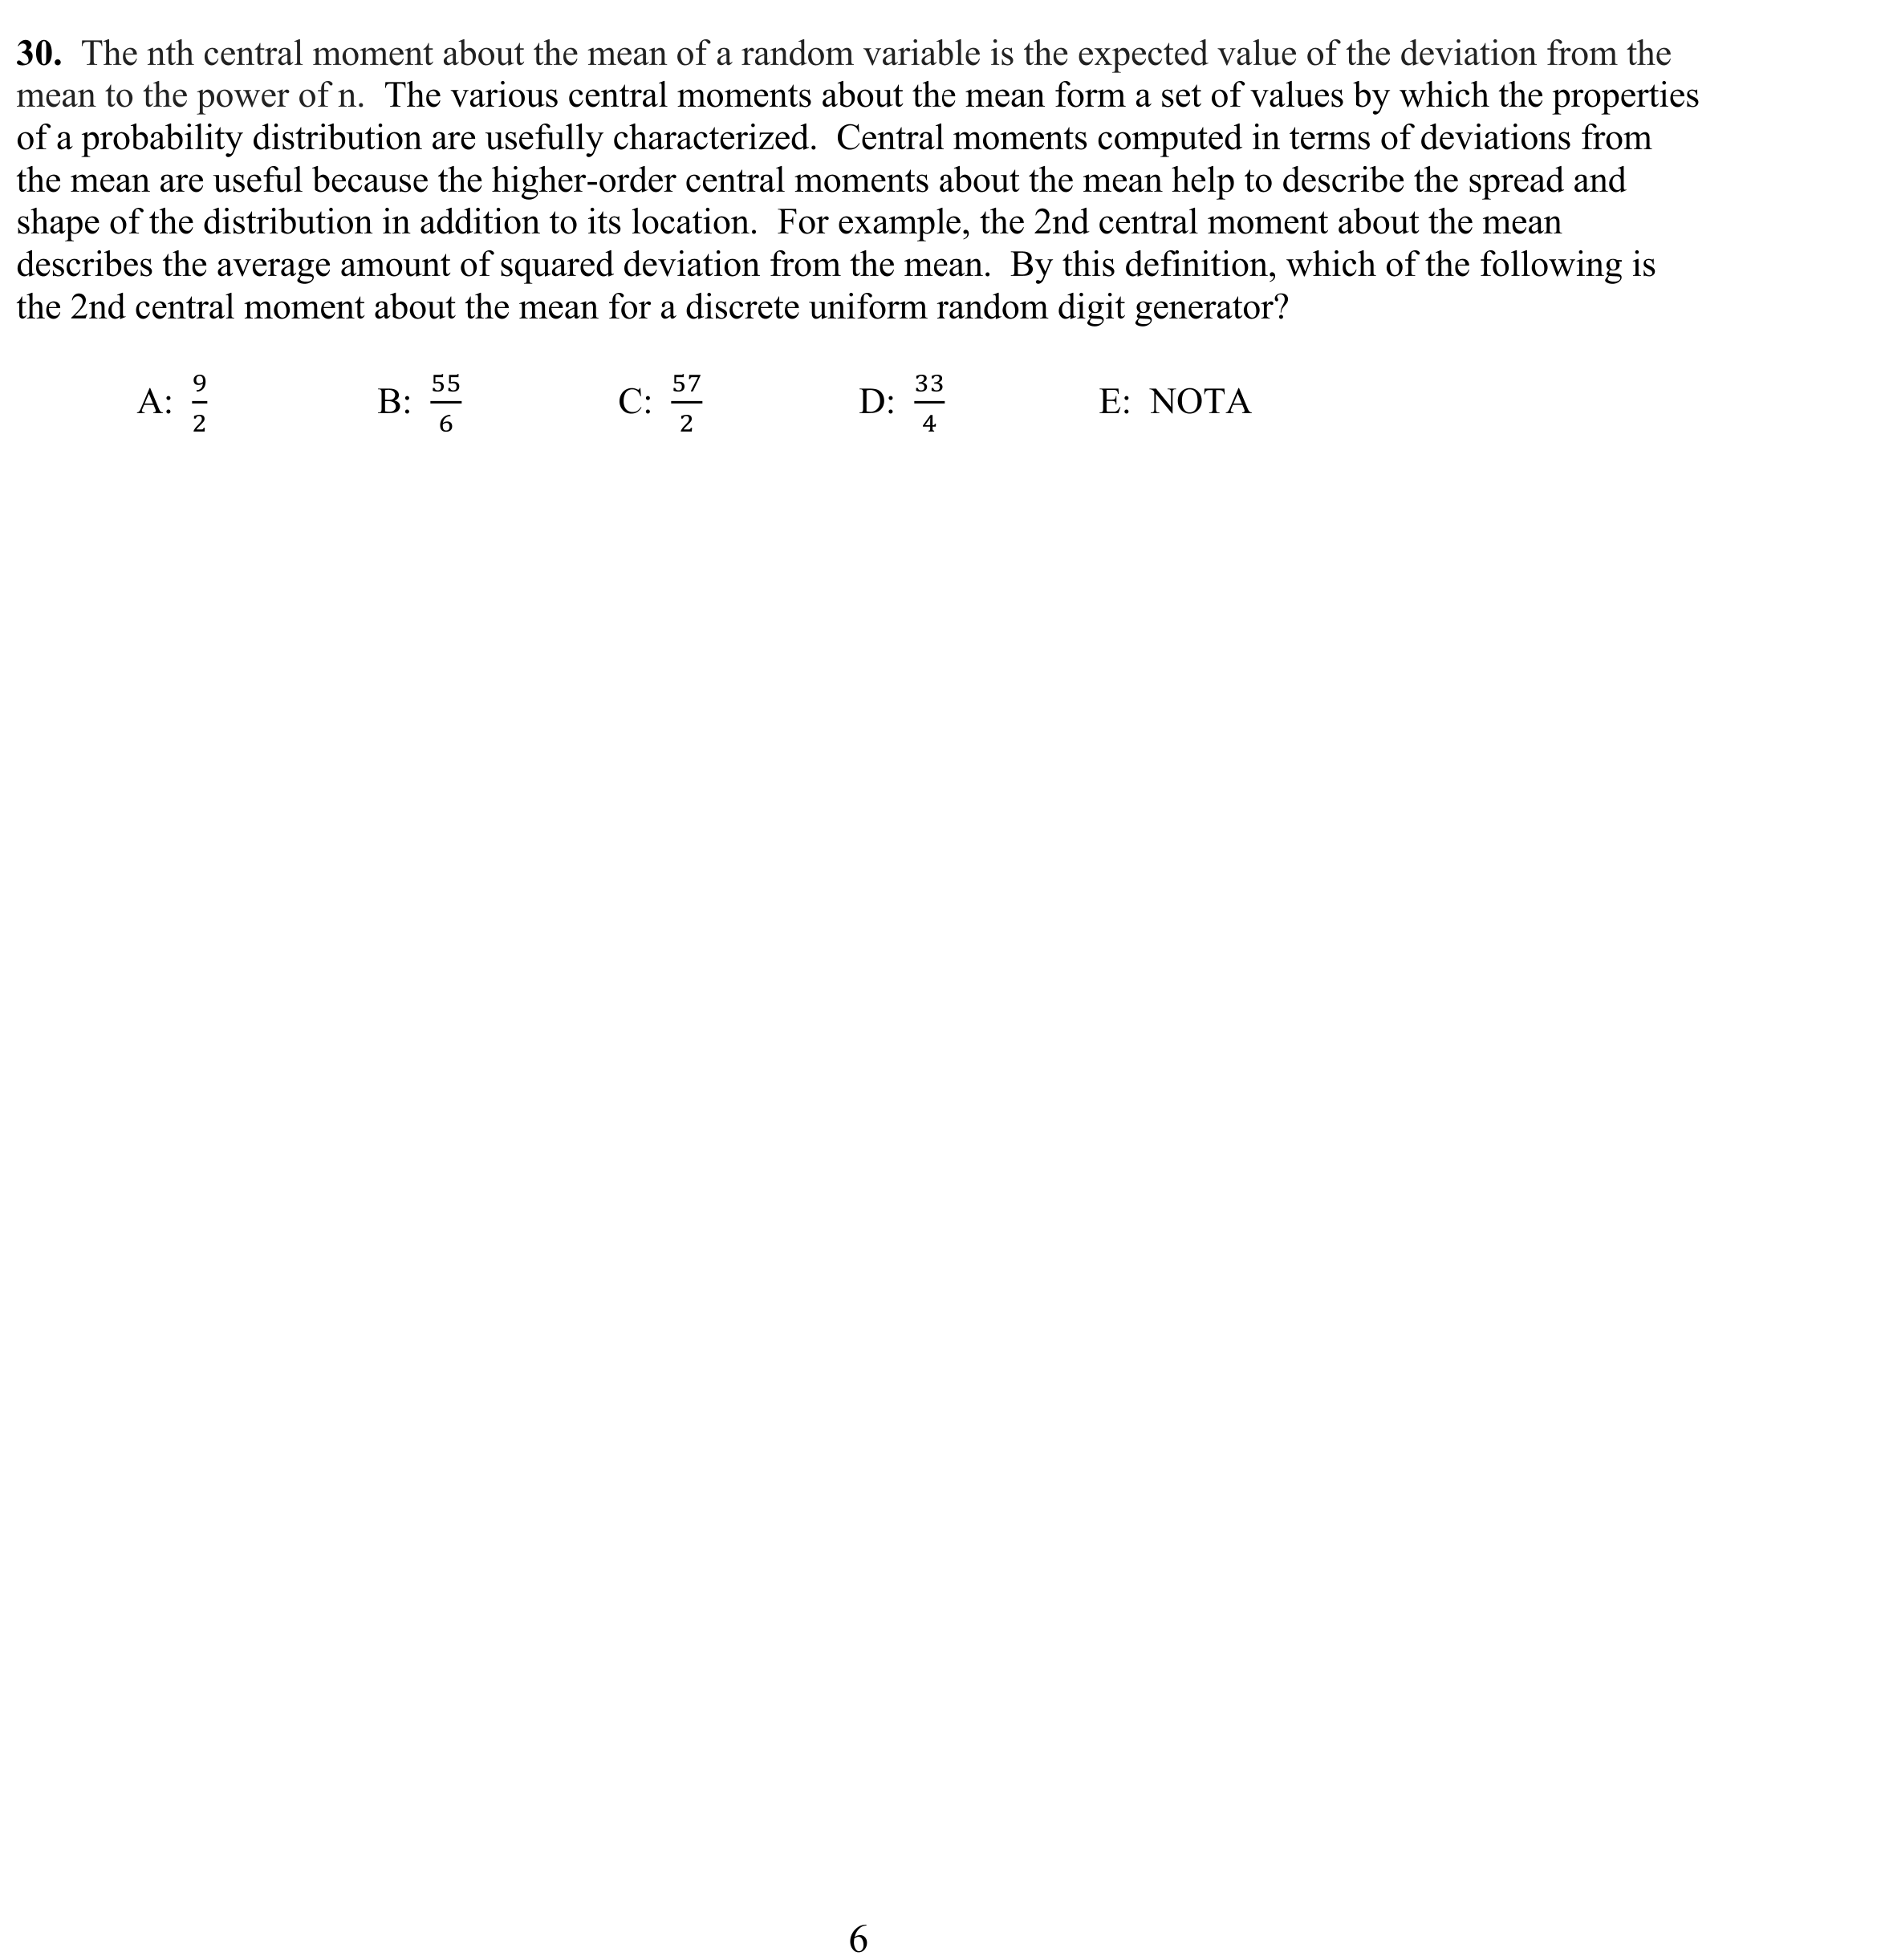 30.  The nth central moment about the mean of a random variable is the expected value of the deviation from the
mean to the power of n.  The various central moments about the mean form a set of values by which the properties
of a probability distribution are usefully characterized.  Central moments computed in terms of deviations from
the mean are useful because the higher-order central moments about the mean help to describe the spread and
shape of the distribution in addition to its location.  For example, the 2nd central moment about the mean
describes the average amount of squared deviation from the mean.  By this definition, which of the following is
the 2nd central moment about the mean for a discrete uniform random digit generator?
A: 9/2 B: 55/6 C: 57/2 D: 33/4 E: NOTA
6